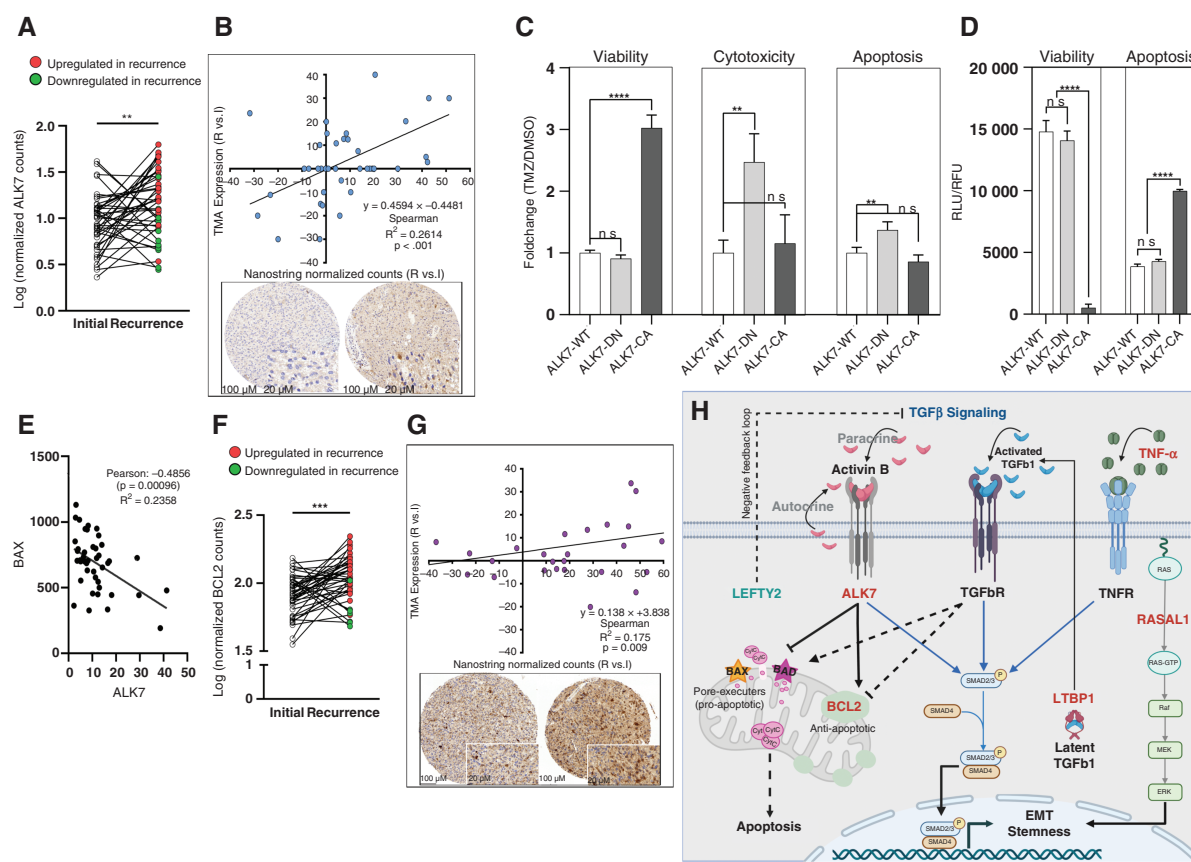 A
Upregulated in recurrence
Downregulated in recurrence
**
Log (normalized ALK7 counts)
2.0
1.5
1.0
0.5
0.0
Initial Recurrence
B
TMA Expression (R vs.I)
40
30
20
10
−10
−20
−30
−40
−40 −30 −20 −10 0 10 20 30 40 50 60
y = 0.4594 × −0.4481
Spearman
R2 = 0.2614
p < .001
Nanostring normalized counts (R vs.I)
100 µM 20 µM
100 µM 20 µM
C
Viability Cytotoxicity Apoptosis
Foldchange (TMZ/DMSO)
4
3
2
1
0
****
n s
**
n s
**
n s
ALK7-WT ALK7-DN ALK7-CA
ALK7-WT ALK7-DN ALK7-CA
ALK7-WT ALK7-DN ALK7-CA
D
Viability Apoptosis
RLU/RFU
20 000
15 000
10 000
5000
0
****
n s
****
n s
ALK7-WT ALK7-DN ALK7-CA
ALK7-WT ALK7-DN ALK7-CA
E
BAX
1500
1000
750
500
0
Pearson: −0.4856
(p = 0.00096)
R2 = 0.2358
0 10 20 30 40 50
ALK7
F
Upregulated in recurrence
Downregulated in recurrence
***
Log (normalized BCL2 counts)
2.5
2.0
1.5
1
0
Initial Recurrence
G
TMA Expression (R vs.I)
40
30
20
10
−10
−20
−30
−40
−40 −30 −20 −10 0 10 20 30 40 50 60
y = 0.138 × +3.838
Spearman
R2 = 0.175
p = 0.009
Nanostring normalized counts (R vs.I)
100 µM 20 µM
100 µM 20 µM
H
Negative feedback loop
TGFβ Signaling
Paracrine
Activin B
Autocrine
Activated
TGFb1
TNF-α
LEFTY2
ALK7
TGFbR
TNFR
RAS
RASAL1
RAS-GTP
Raf
MEK
ERK
BAX
CytC
CytC
BAD
Pore-executers
(pro-apoptotic)
BCL2
Anti-apoptotic
CytC
CytC
CytC
Apoptosis
SMAD2/3
P
SMAD4
SMAD2/3
P
SMAD4
LTBP1
Latent
TGFb1
SMAD2/3
P
SMAD4
EMT
Stemness